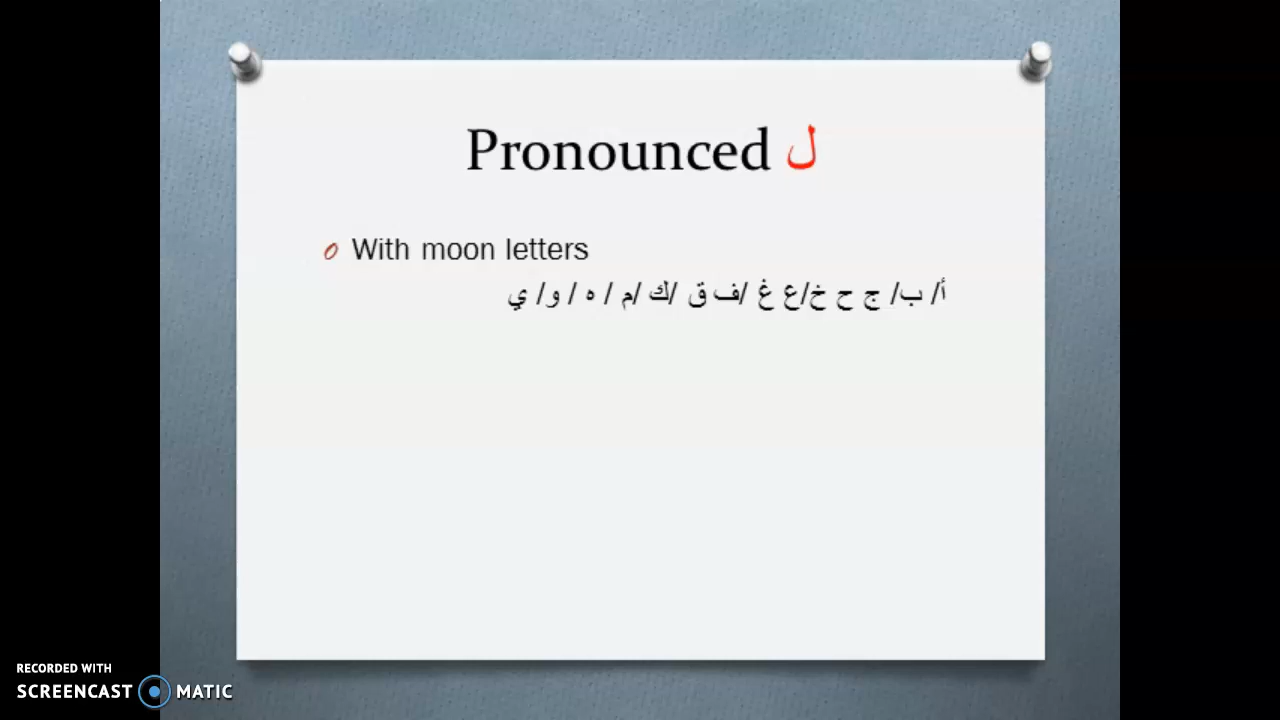 Pronounced ل
With moon letters
أ/ ب/ ج ح خ/ع غ /ف ق /ك /م / ه / و/ ي
RECORDED WITH
SCREENCAST MATIC